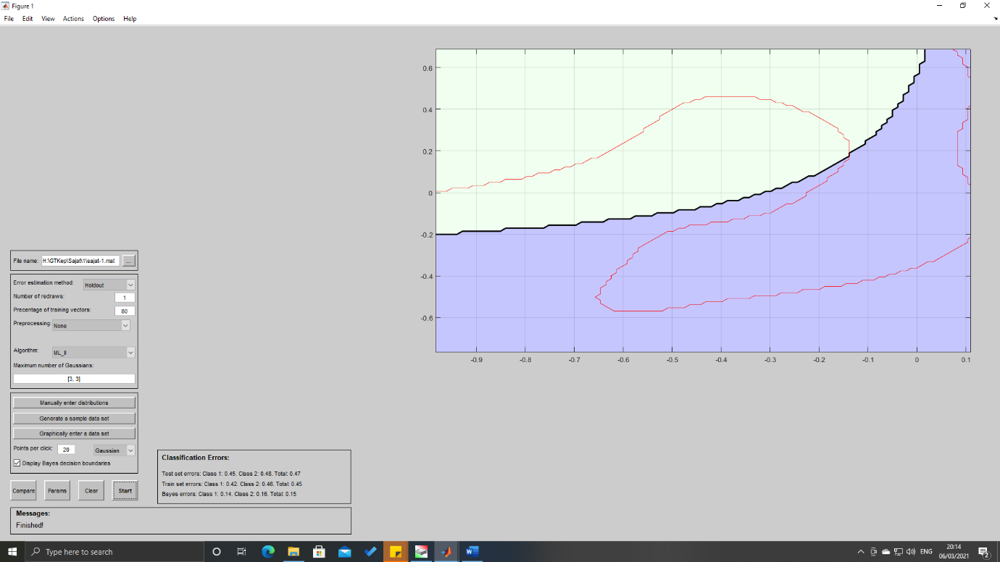 Figure 1
File Edit View Actions Options Help
0.6
0.4
0.2
0
-0.2
-0.4
-0.6
-0.9 -0.8 -0.7 -0.6 -0.5 -0.4 -0.3 -0.2 -0.1 0 0.1
File name: H:\GTKep\Sajat\1\sajat-1.mat ...
Error estimation method: Holdout
Number of redraws: 1
Precentage of training vectors: 80
Preprocessing: None
Algorithm: ML_II
Maximum number of Gaussians:
[3, 3]
Manually enter distributions
Generate a sample data set
Graphically enter a data set
Points per click: 20 Gaussian
Display Bayes decision boundaries
Compare Params Clear Start
Classification Errors:
Test set errors: Class 1: 0.45. Class 2: 0.48. Total: 0.47
Train set errors: Class 1: 0.42. Class 2: 0.46. Total: 0.45
Bayes errors: Class 1: 0.14. Class 2: 0.16. Total: 0.15
Messages:
Finished!
Type here to search
ENG
20:14
06/03/2021
2